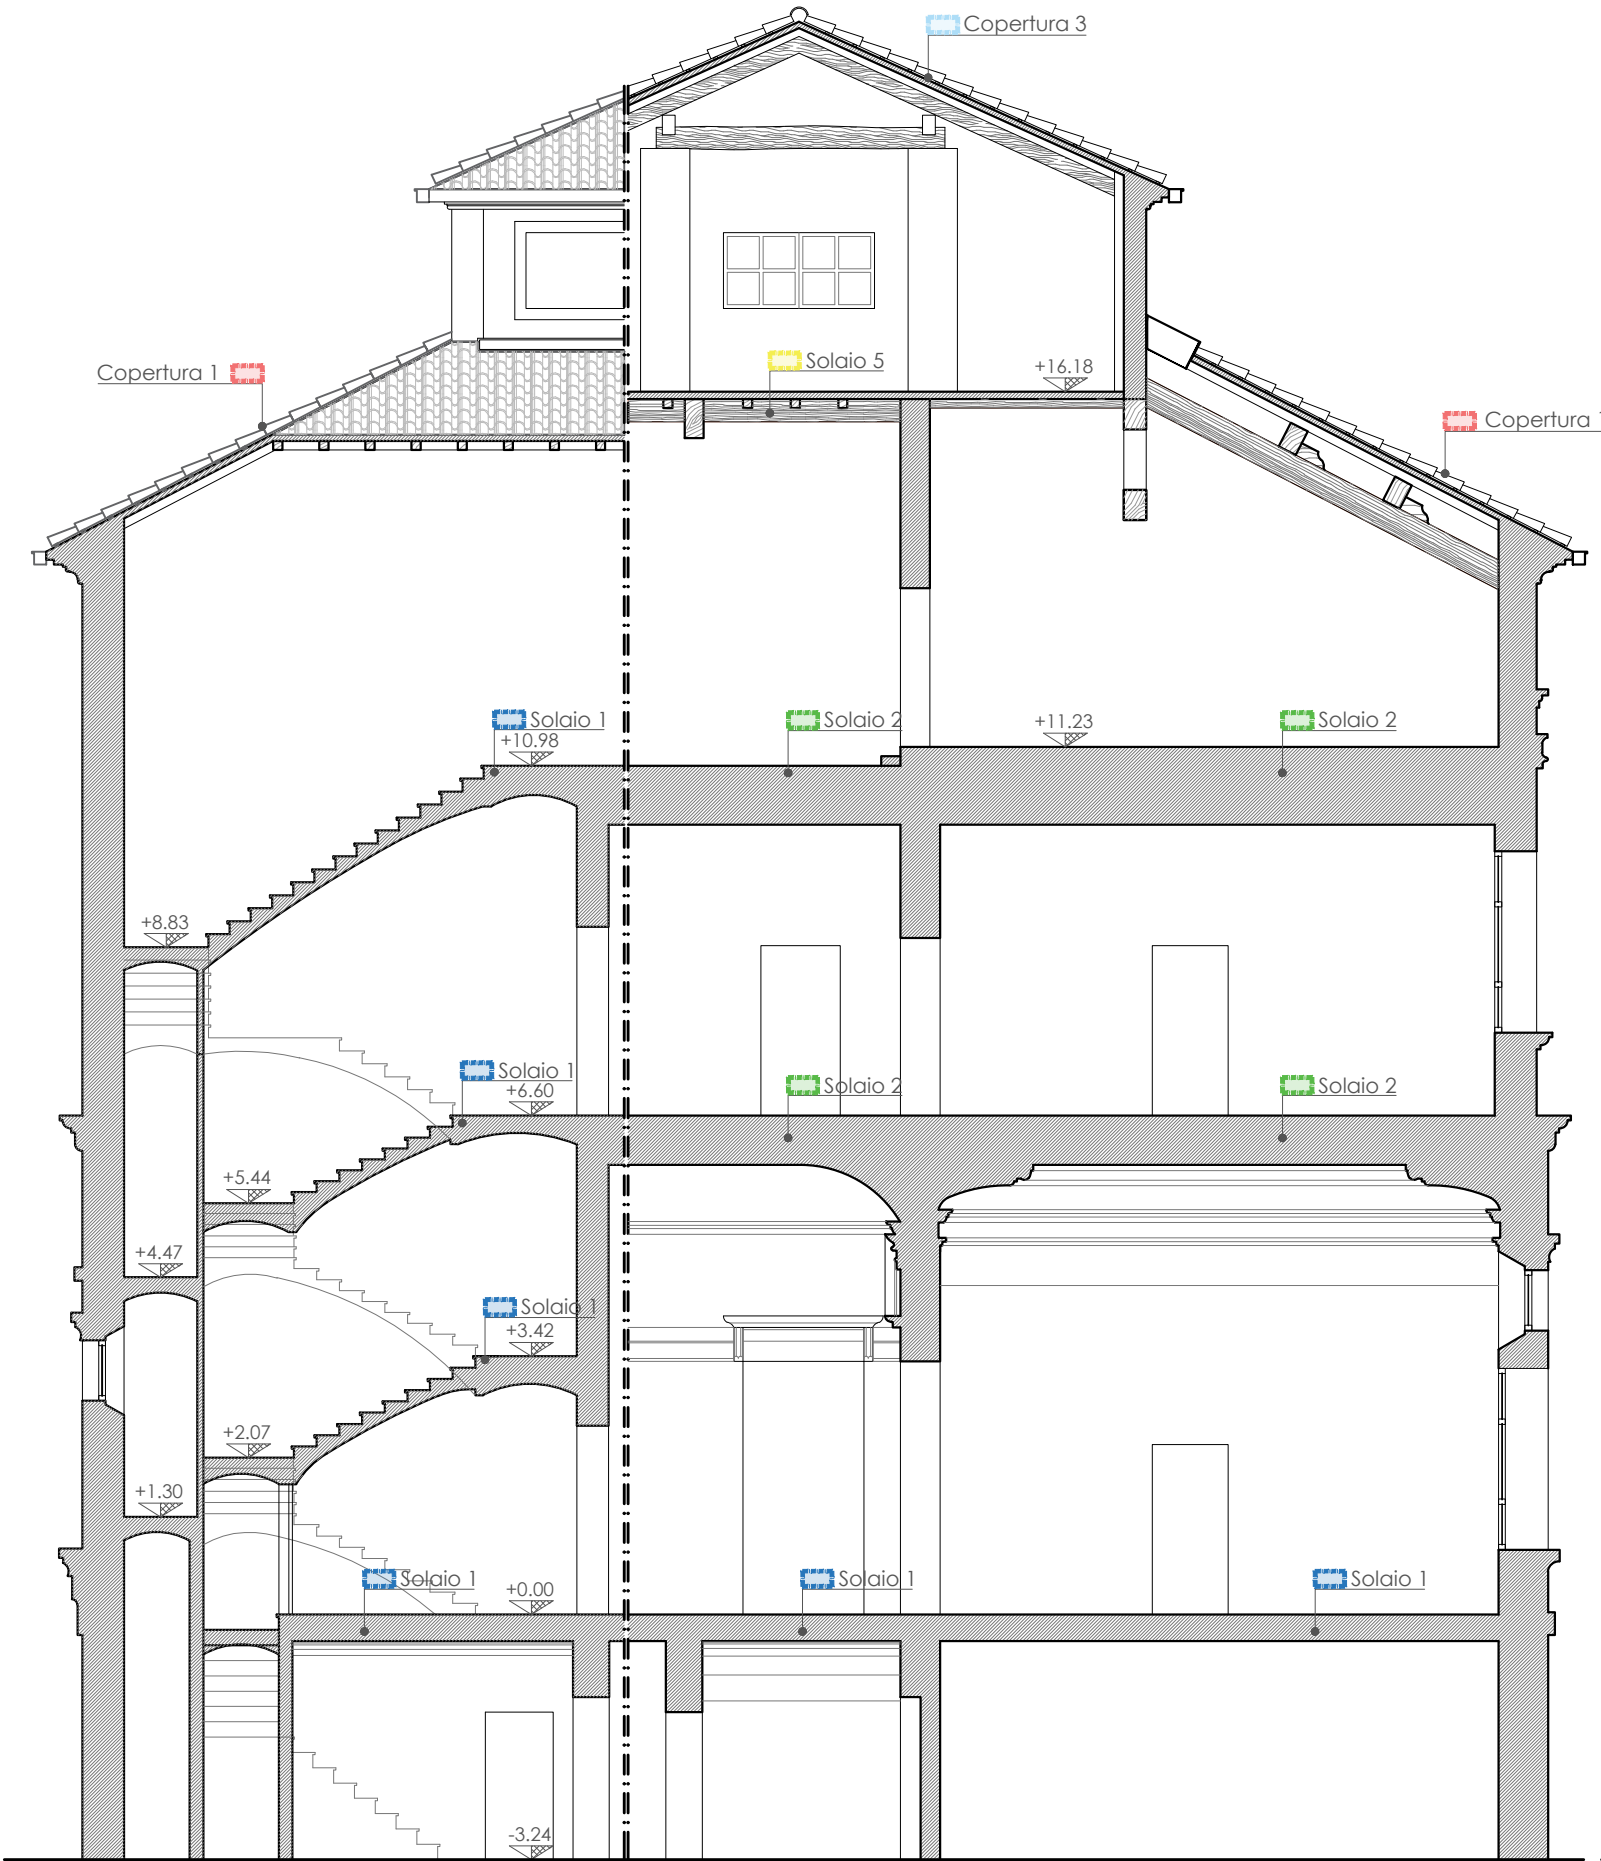 Copertura 3
Solaio 5
+16.18
Copertura 1
Copertura 1
Solaio 1
Solaio 2
+11.23
Solaio 2
+10.98
+8.83
Solaio 1
Solaio 2
Solaio 2
+6.60
+5.44
+4.47
Solaio 1
+3.42
+2.07
+1.30
Solaio 1
+0.00
Solaio 1
Solaio 1
-3.24